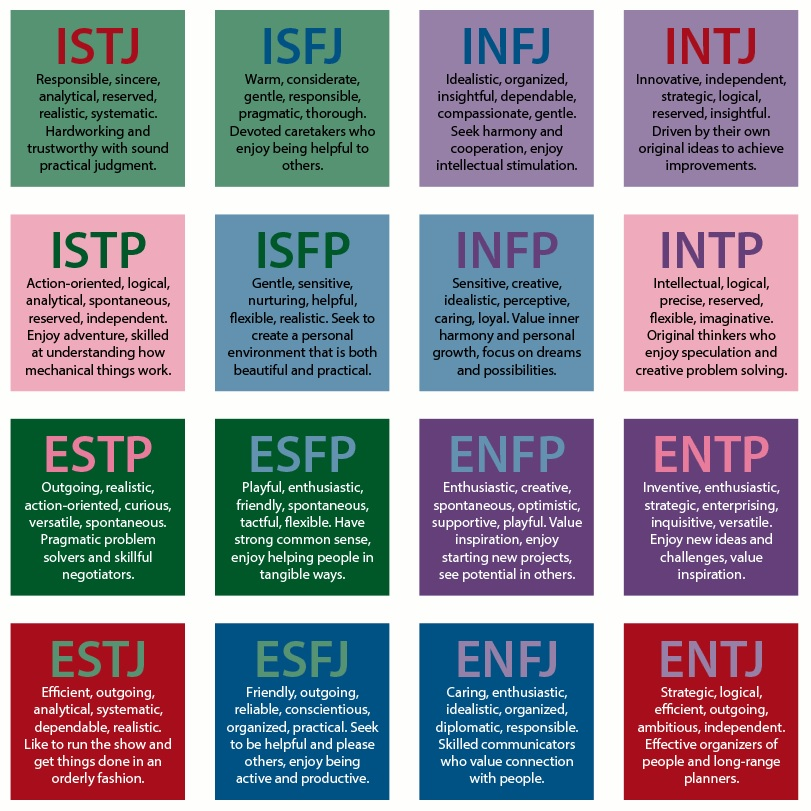 ISTJ
Responsible, sincere,
analytical, reserved,
realistic, systematic.
Hardworking and
trustworthy with sound
practical judgment.
ISFJ
Warm, considerate,
gentle, responsible,
pragmatic, thorough.
Devoted caretakers who
enjoy being helpful to
others.
INFJ
Idealistic, organized,
insightful, dependable,
compassionate, gentle.
Seek harmony and
cooperation, enjoy
intellectual stimulation.
INTJ
Innovative, independent,
strategic, logical,
reserved, insightful.
Driven by their own
original ideas to achieve
improvements.
ISTP
Action-oriented, logical,
analytical, spontaneous,
reserved, independent.
Enjoy adventure, skilled
at understanding how
mechanical things work.
ISFP
Gentle, sensitive,
nurturing, helpful,
flexible, realistic. Seek to
create a personal
environment that is both
beautiful and practical.
INFP
Sensitive, creative,
idealistic, perceptive,
caring, loyal. Value inner
harmony and personal
growth, focus on dreams
and possibilities.
INTP
Intellectual, logical,
precise, reserved,
flexible, imaginative.
Original thinkers who
enjoy speculation and
creative problem solving.
ESTP
Outgoing, realistic,
action-oriented, curious,
versatile, spontaneous.
Pragmatic problem
solvers and skillful
negotiators.
ESFP
Playful, enthusiastic,
friendly, spontaneous,
tactful, flexible. Have
strong common sense,
enjoy helping people in
tangible ways.
ENFP
Enthusiastic, creative,
spontaneous, optimistic,
supportive, playful. Value
inspiration, enjoy
starting new projects,
see potential in others.
ENTP
Inventive, enthusiastic,
strategic, enterprising,
inquisitive, versatile.
Enjoy new ideas and
challenges, value
inspiration.
ESTJ
Efficient, outgoing,
analytical, systematic,
dependable, realistic.
Like to run the show and
get things done in an
orderly fashion.
ESFJ
Friendly, outgoing,
reliable, conscientious,
organized, practical. Seek
to be helpful and please
others, enjoy being
active and productive.
ENFJ
Caring, enthusiastic,
idealistic, organized,
diplomatic, responsible.
Skilled communicators
who value connection
with people.
ENTJ
Strategic, logical,
efficient, outgoing,
ambitious, independent.
Effective organizers of
people and long-range
planners.